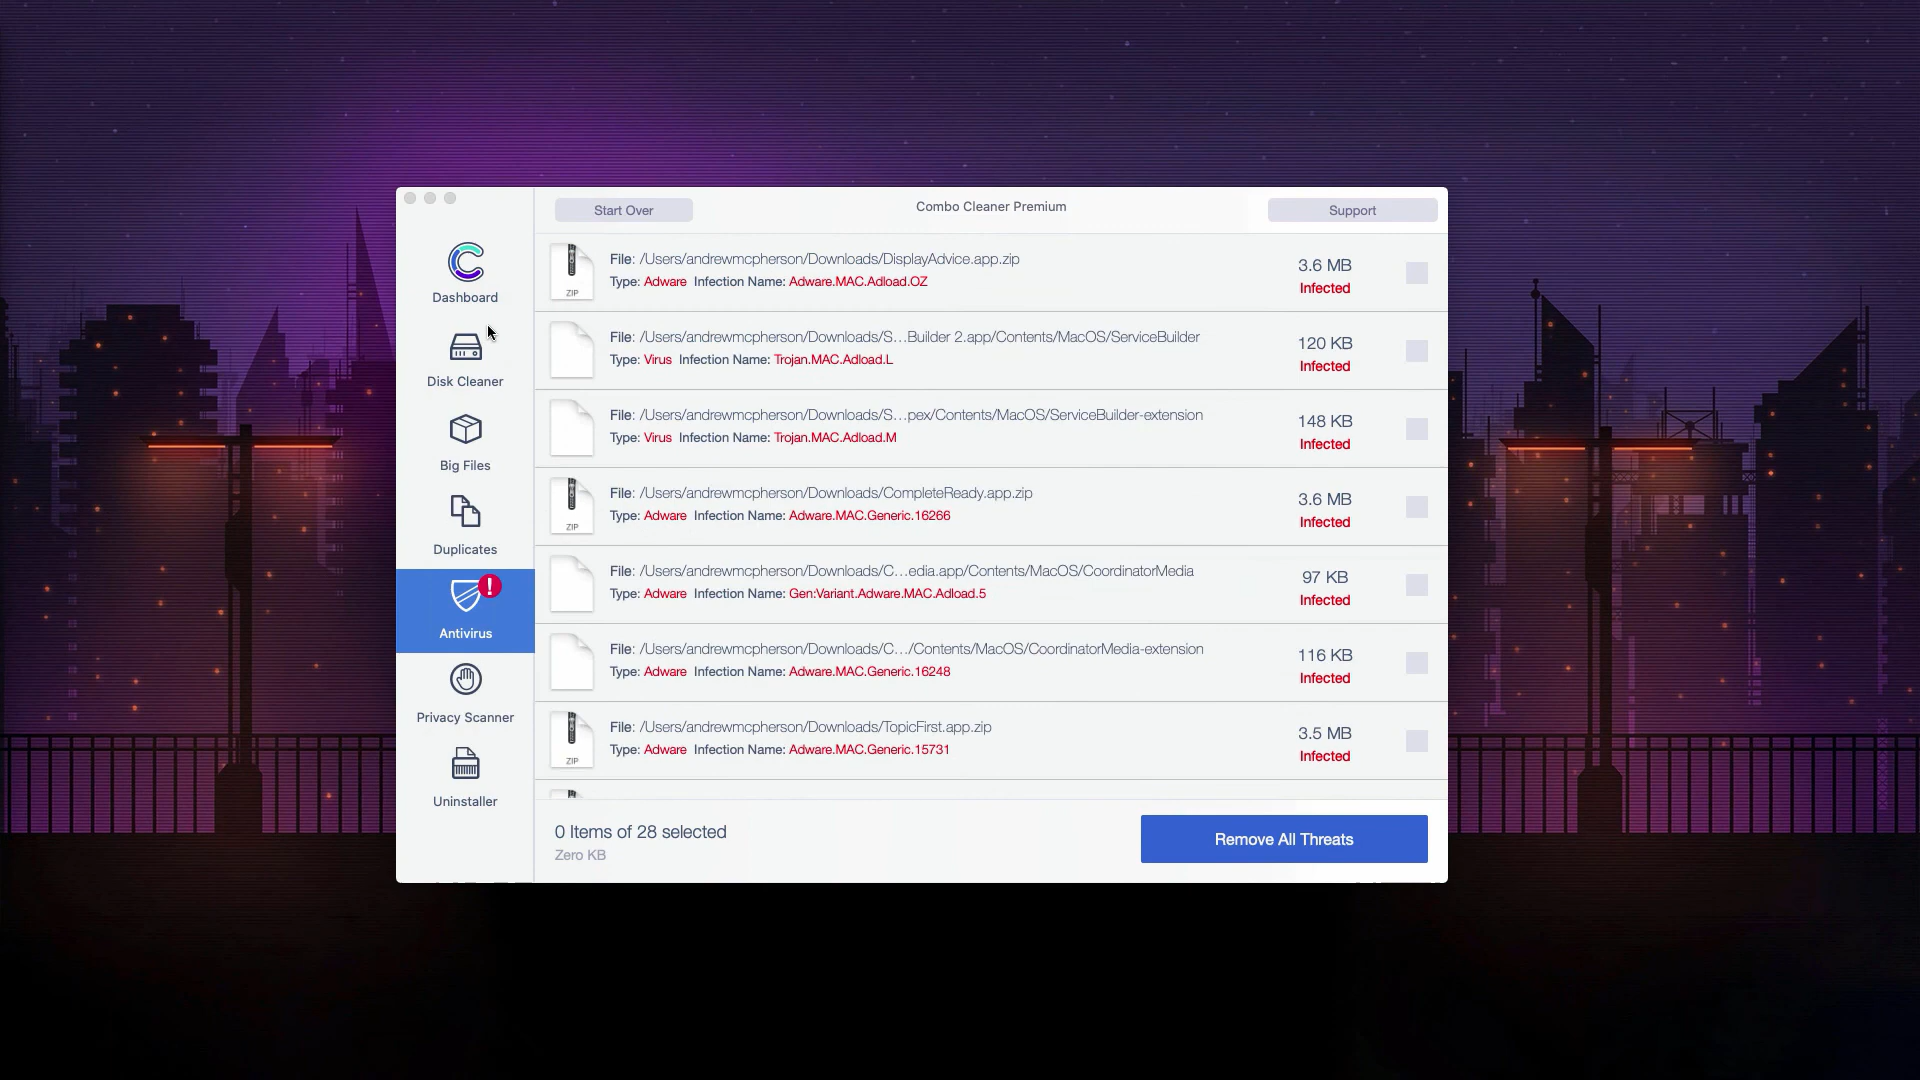 Start Over
Combo Cleaner Premium
Support
Dashboard
Disk Cleaner
Big Files
Duplicates
Antivirus
Privacy Scanner
Uninstaller
File: /Users/andrewmcpherson/Downloads/DisplayAdvice.app.zip
Type: Adware Infection Name: Adware.MAC.Adload.OZ
3.6 MB
Infected
ZIP
File: /Users/andrewmcpherson/Downloads/S...Builder 2.app/Contents/MacOS/ServiceBuilder
Type: Virus Infection Name: Trojan.MAC.Adload.L
120 KB
Infected
File: /Users/andrewmcpherson/Downloads/S...pex/Contents/MacOS/ServiceBuilder-extension
Type: Virus Infection Name: Trojan.MAC.Adload.M
148 KB
Infected
File: /Users/andrewmcpherson/Downloads/CompleteReady.app.zip
Type: Adware Infection Name: Adware.MAC.Generic.16266
3.6 MB
Infected
ZIP
File: /Users/andrewmcpherson/Downloads/C...edia.app/Contents/MacOS/CoordinatorMedia
Type: Adware Infection Name: Gen:Variant.Adware.MAC.Adload.5
97 KB
Infected
File: /Users/andrewmcpherson/Downloads/C.../Contents/MacOS/CoordinatorMedia-extension
Type: Adware Infection Name: Adware.MAC.Generic.16248
116 KB
Infected
File: /Users/andrewmcpherson/Downloads/TopicFirst.app.zip
Type: Adware Infection Name: Adware.MAC.Generic.15731
3.5 MB
Infected
ZIP
0 Items of 28 selected
Zero KB
Remove All Threats